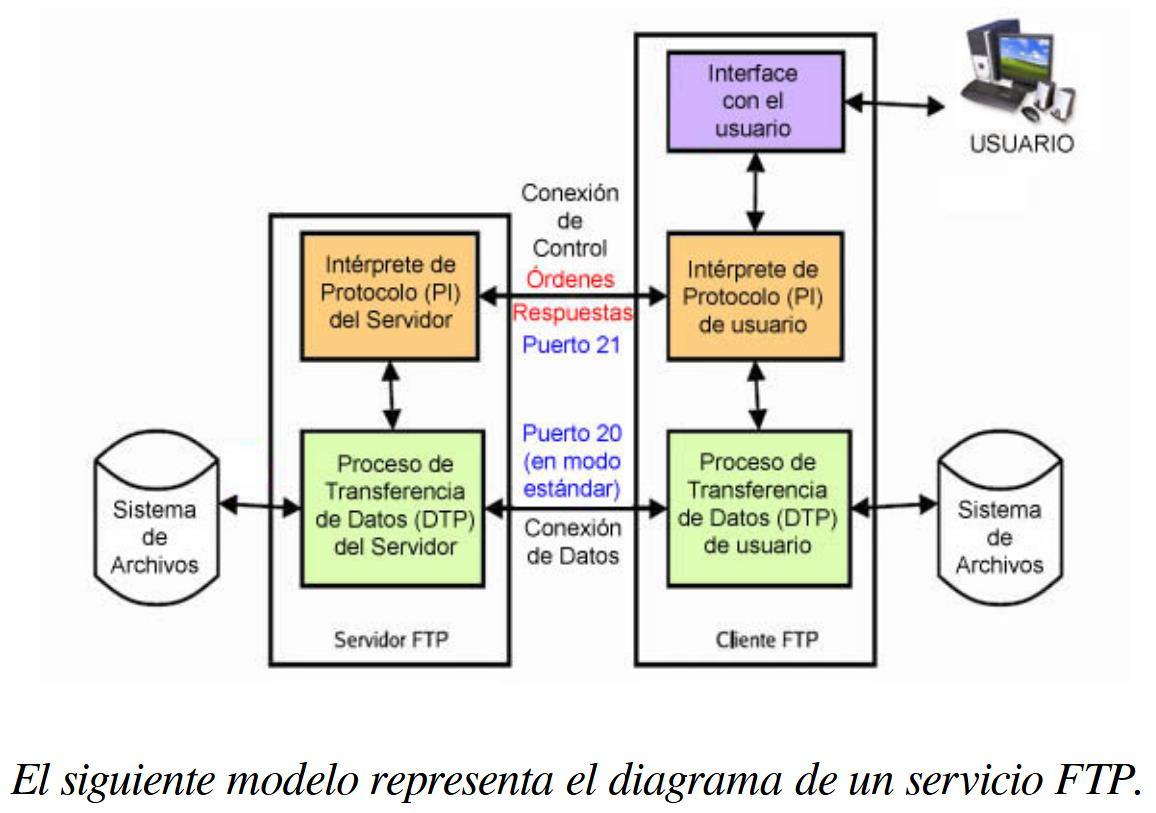 Interface
con el
usuario
USUARIO
Conexión
de
Control
Órdenes
Respuestas
Puerto 21
Intérprete de
Protocolo (PI)
del Servidor
Intérprete de
Protocolo (PI)
de usuario
Puerto 20
(en modo
estándar)
Conexión
de Datos
Sistema
de
Archivos
Proceso de
Transferencia
de Datos (DTP)
del Servidor
Proceso de
Transferencia
de Datos (DTP)
de usuario
Sistema
de
Archivos
Servidor FTP
Cliente FTP
El siguiente modelo representa el diagrama de un servicio FTP.